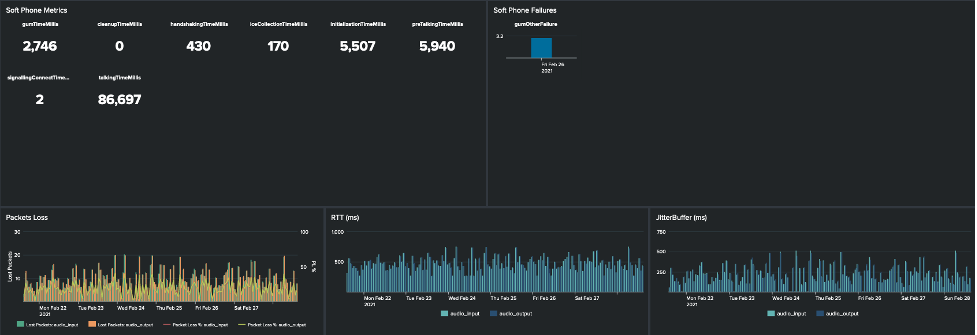 Soft Phone Metrics
gumTimeMillis
cleanupTimeMillis
handshakingTimeMillis
iceCollectionTimeMillis
initializationTimeMillis
preTalkingTimeMillis
2,746
0
430
170
5,507
5,940
signallingConnectTime...
talkingTimeMillis
2
86,697
Soft Phone Failures
gumOtherFailure
3.2
Fri Feb 26
2021
Packets Loss
30
20
10
Lost Packets
100
50
PL %
Mon Feb 22
2021
Tue Feb 23
Wed Feb 24
Thu Feb 25
Fri Feb 26
Sat Feb 27
Lost Packets: audio_input
Lost Packets: audio_output
Packet Loss %: audio_input
Packet Loss %: audio_output
RTT (ms)
1,000
500
Mon Feb 22
2021
Tue Feb 23
Wed Feb 24
Thu Feb 25
Fri Feb 26
Sat Feb 27
audio_input
audio_output
JitterBuffer (ms)
750
500
250
Mon Feb 22
2021
Tue Feb 23
Wed Feb 24
Thu Feb 25
Fri Feb 26
Sat Feb 27
Sun Feb 28
audio_input
audio_output